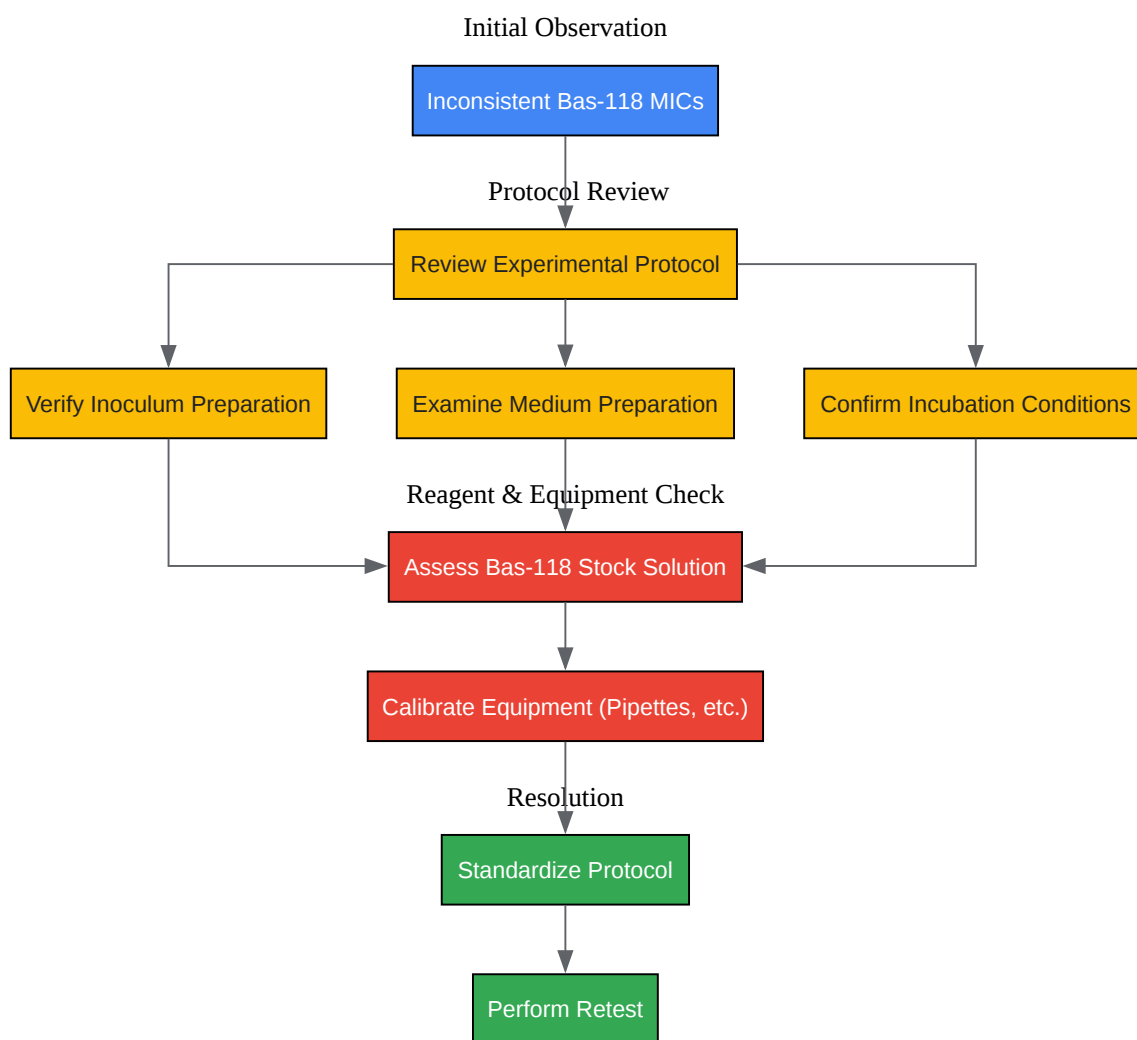 Initial Observation
Inconsistent Bas-118 MICs
Protocol Review
Review Experimental Protocol
Verify Inoculum Preparation
Examine Medium Preparation
Confirm Incubation Conditions
Reagent & Equipment Check
Assess Bas-118 Stock Solution
Calibrate Equipment (Pipettes, etc.)
Resolution
Standardize Protocol
Perform Retest